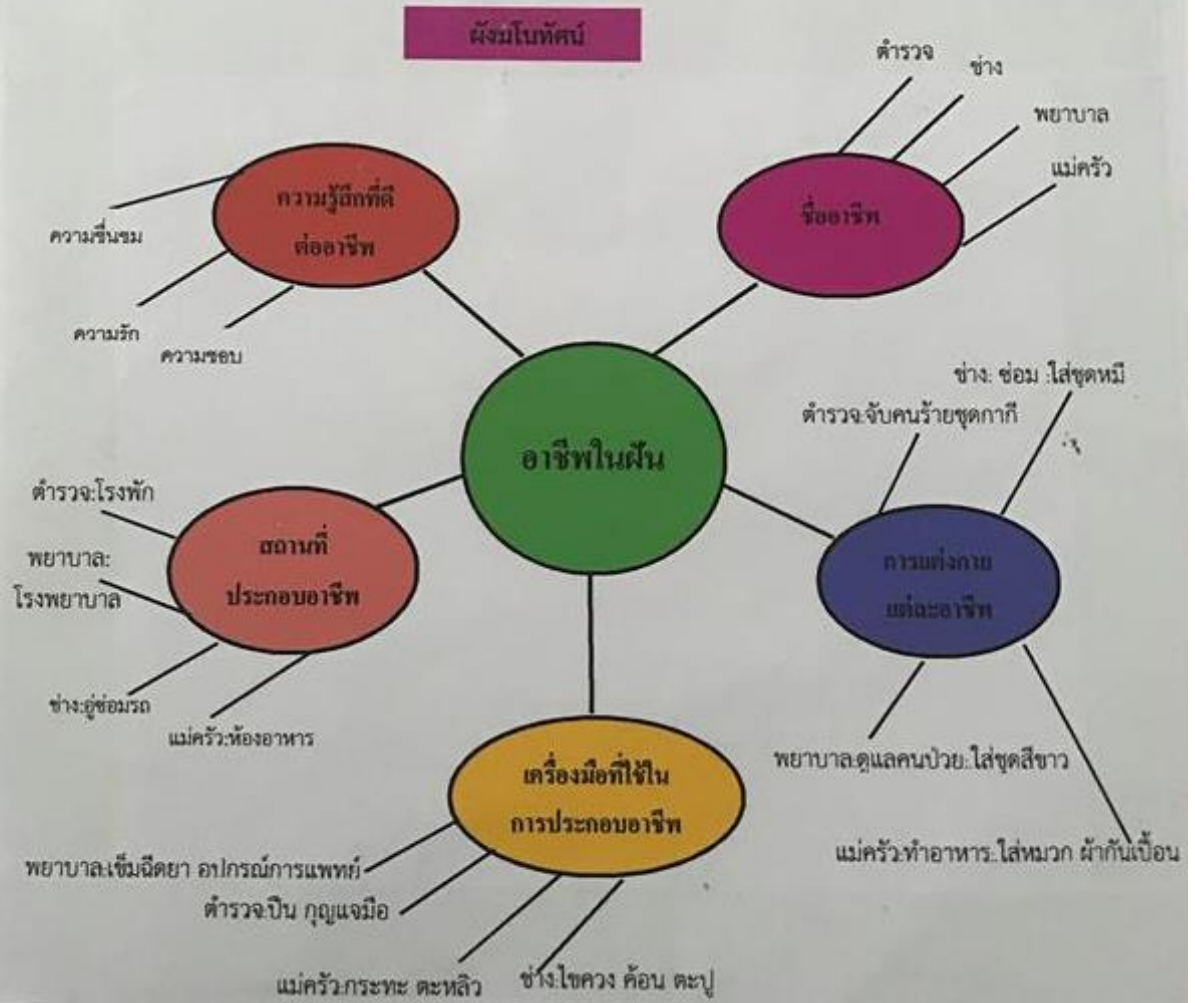 ผังมโนทัศน์
ตำรวจ
ช่าง
พยาบาล
แม่ครัว
ชื่ออาชีพ
ความรู้สึกที่ดี
ต่ออาชีพ
ความชื่นชม
ความรัก
ความชอบ
อาชีพในฝัน
ช่าง: ซ่อม :ใส่ชุดหมี
ตำรวจ:จับคนร้ายชุดกากี
การแต่งกาย
แต่ละอาชีพ
พยาบาล:ดูแลคนป่วย:ใส่ชุดสีขาว
แม่ครัว:ทำอาหาร:ใส่หมวก ผ้ากันเปื้อน
ตำรวจ:โรงพัก
พยาบาล:
โรงพยาบาล
ช่าง:อู่ซ่อมรถ
แม่ครัว:ห้องอาหาร
สถานที่
ประกอบอาชีพ
เครื่องมือที่ใช้ใน
การประกอบอาชีพ
พยาบาล:เข็มฉีดยา อุปกรณ์การแพทย์
ตำรวจ:ปืน กุญแจมือ
แม่ครัว:กระทะ ตะหลิว
ช่าง:ไขควง ค้อน ตะปู